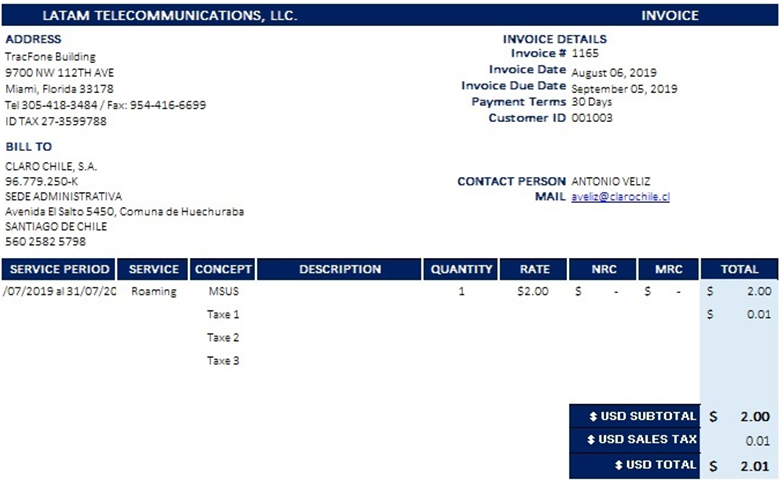 LATAM TELECOMMUNICATIONS, LLC. INVOICE
ADDRESS
TracFone Building
9700 NW 112TH AVE
Miami, Florida 33178
Tel 305-418-3484 / Fax: 954-416-6699
ID TAX 27-3599788
INVOICE DETAILS
Invoice # 1165
Invoice Date August 06, 2019
Invoice Due Date September 05, 2019
Payment Terms 30 Days
Customer ID 001003
BILL TO
CLARO CHILE, S.A.
96.779.250-K
SEDE ADMINISTRATIVA
Avenida El Salto 5450, Comuna de Huechuraba
SANTIAGO DE CHILE
560 2582 5798
CONTACT PERSON ANTONIO VELIZ
MAIL aveliz@clarochile.cl
SERVICE PERIOD SERVICE CONCEPT DESCRIPTION QUANTITY RATE NRC MRC TOTAL
/07/2019 al 31/07/20 Roaming MSUS 1 $2.00 $ - $ - $ 2.00
Taxe 1 $ 0.01
Taxe 2
Taxe 3
$ USD SUBTOTAL $ 2.00
$ USD SALES TAX 0.01
$ USD TOTAL $ 2.01